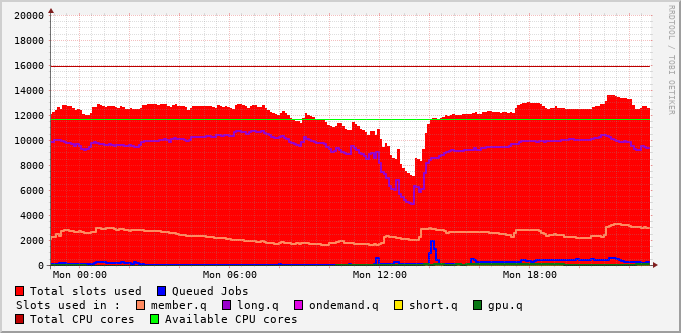 20000
18000
16000
14000
12000
10000
8000
6000
4000
2000
0
Mon 00:00 Mon 06:00 Mon 12:00 Mon 18:00
RRDTOOL / TOBI OETIKER
Total slots used Queued Jobs
Slots used in : member.q long.q ondemand.q short.q gpu.q
Total CPU cores Available CPU cores